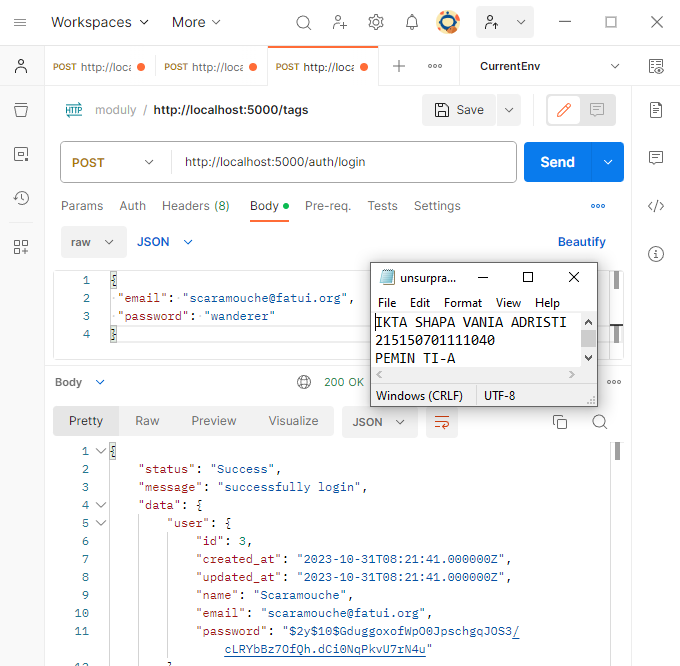 Workspaces More
POST http://loca POST http://loca POST http://loca CurrentEnv
HTTP moduly / http://localhost:5000/tags Save
POST http://localhost:5000/auth/login Send
Params Auth Headers (8) Body Pre-req. Tests Settings
raw JSON Beautify
1 {
2 "email": "scaramouche@fatui.org",
3 "password": "wanderer"
4 }
unsurpra...
File Edit Format View Help
IKTA SHAPA VANIA ADRISTI
215150701111040
PEMIN TI-A
Windows (CRLF) UTF-8
Body 200 OK
Pretty Raw Preview Visualize JSON
1 {
2 "status": "Success",
3 "message": "successfully login",
4 "data": {
5 "user": {
6 "id": 3,
7 "created_at": "2023-10-31T08:21:41.000000Z",
8 "updated_at": "2023-10-31T08:21:41.000000Z",
9 "name": "Scaramouche",
10 "email": "scaramouche@fatui.org",
11 "password": "$2y$10$GduggoxofWpO0JpschgqJOS3/
cLRYbBz7OfQh.dCi0NqPkvU7rN4u"